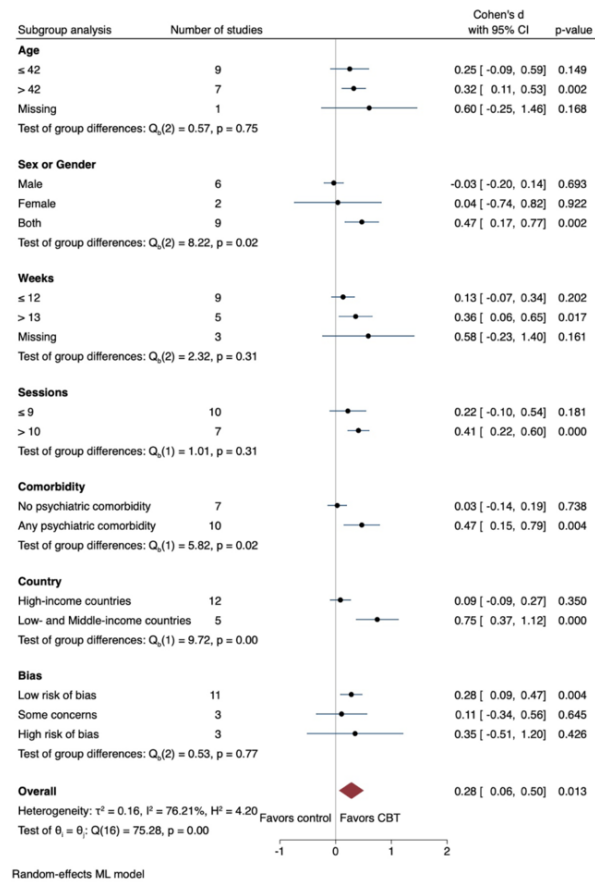 Cohen's d
Subgroup analysis Number of studies with 95% CI p-value
Age
≤ 42 9 0.25 [ -0.09, 0.59] 0.149
> 42 7 0.32 [ 0.11, 0.53] 0.002
Missing 1 0.60 [ -0.25, 1.46] 0.168
Test of group differences: Q_b(2) = 0.57, p = 0.75
Sex or Gender
Male 6 -0.03 [ -0.20, 0.14] 0.693
Female 2 0.04 [ -0.74, 0.82] 0.922
Both 9 0.47 [ 0.17, 0.77] 0.002
Test of group differences: Q_b(2) = 8.22, p = 0.02
Weeks
≤ 12 9 0.13 [ -0.07, 0.34] 0.202
> 13 5 0.36 [ 0.06, 0.65] 0.017
Missing 3 0.58 [ -0.23, 1.40] 0.161
Test of group differences: Q_b(2) = 2.32, p = 0.31
Sessions
≤ 9 10 0.22 [ -0.10, 0.54] 0.181
> 10 7 0.41 [ 0.22, 0.60] 0.000
Test of group differences: Q_b(1) = 1.01, p = 0.31
Comorbidity
No psychiatric comorbidity 7 0.03 [ -0.14, 0.19] 0.738
Any psychiatric comorbidity 10 0.47 [ 0.15, 0.79] 0.004
Test of group differences: Q_b(1) = 5.82, p = 0.02
Country
High-income countries 12 0.09 [ -0.09, 0.27] 0.350
Low- and Middle-income countries 5 0.75 [ 0.37, 1.12] 0.000
Test of group differences: Q_b(1) = 9.72, p = 0.00
Bias
Low risk of bias 11 0.28 [ 0.09, 0.47] 0.004
Some concerns 3 0.11 [ -0.34, 0.56] 0.645
High risk of bias 3 0.35 [ -0.51, 1.20] 0.426
Test of group differences: Q_b(2) = 0.53, p = 0.77
Overall 0.28 [ 0.06, 0.50] 0.013
Heterogeneity: τ² = 0.16, I² = 76.21%, H² = 4.20
Favors control Favors CBT
Test of θᵢ = θⱼ: Q(16) = 75.28, p = 0.00
-1 0 1 2
Random-effects ML model